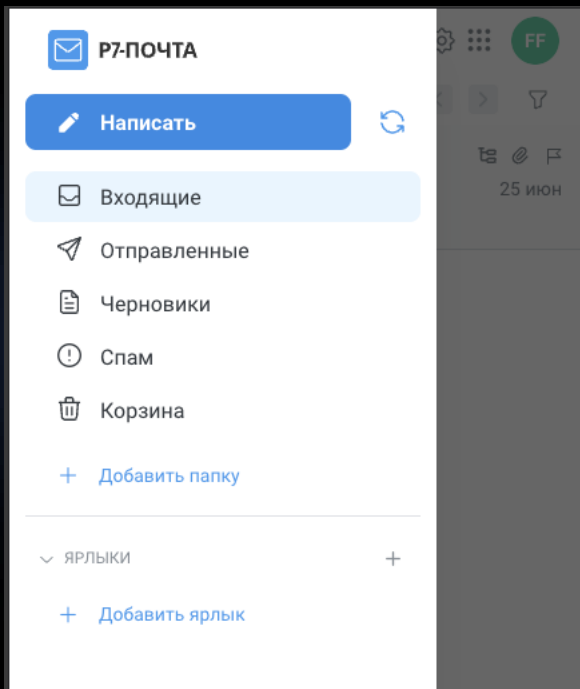 Р7-ПОЧТА
FF
Написать
Входящие
25 июн
Отправленные
Черновики
Спам
Корзина
+ Добавить папку
ЯРЛЫКИ +
+ Добавить ярлык